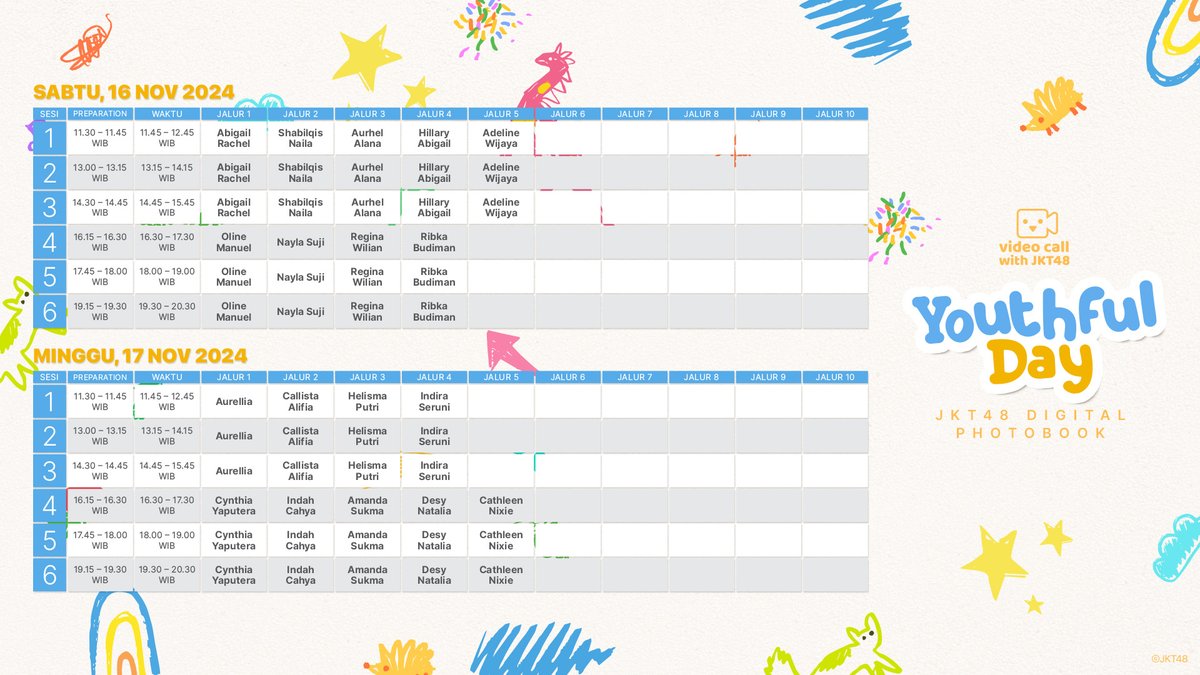 SABTU, 16 NOV 2024
SESI PREPARATION WAKTU JALUR 1 JALUR 2 JALUR 3 JALUR 4 JALUR 5 JALUR 6 JALUR 7 JALUR 8 JALUR 9 JALUR 10
1 11.30 – 11.45 WIB 11.45 – 12.45 WIB Abigail Rachel Shabilqis Naila Aurhel Alana Hillary Abigail Adeline Wijaya
2 13.00 – 13.15 WIB 13.15 – 14.15 WIB Abigail Rachel Shabilqis Naila Aurhel Alana Hillary Abigail Adeline Wijaya
3 14.30 – 14.45 WIB 14.45 – 15.45 WIB Abigail Rachel Shabilqis Naila Aurhel Alana Hillary Abigail Adeline Wijaya
4 16.15 – 16.30 WIB 16.30 – 17.30 WIB Oline Manuel Nayla Suji Regina Wilian Ribka Budiman
5 17.45 – 18.00 WIB 18.00 – 19.00 WIB Oline Manuel Nayla Suji Regina Wilian Ribka Budiman
6 19.15 – 19.30 WIB 19.30 – 20.30 WIB Oline Manuel Nayla Suji Regina Wilian Ribka Budiman
MINGGU, 17 NOV 2024
SESI PREPARATION WAKTU JALUR 1 JALUR 2 JALUR 3 JALUR 4 JALUR 5 JALUR 6 JALUR 7 JALUR 8 JALUR 9 JALUR 10
1 11.30 – 11.45 WIB 11.45 – 12.45 WIB Aurellia Callista Alifia Helisma Putri Indira Seruni
2 13.00 – 13.15 WIB 13.15 – 14.15 WIB Aurellia Callista Alifia Helisma Putri Indira Seruni
3 14.30 – 14.45 WIB 14.45 – 15.45 WIB Aurellia Callista Alifia Helisma Putri Indira Seruni
4 16.15 – 16.30 WIB 16.30 – 17.30 WIB Cynthia Yaputera Indah Cahya Amanda Sukma Desy Natalia Cathleen Nixie
5 17.45 – 18.00 WIB 18.00 – 19.00 WIB Cynthia Yaputera Indah Cahya Amanda Sukma Desy Natalia Cathleen Nixie
6 19.15 – 19.30 WIB 19.30 – 20.30 WIB Cynthia Yaputera Indah Cahya Amanda Sukma Desy Natalia Cathleen Nixie
video call
with JKT48
Youthful
Day
JKT48 DIGITAL
PHOTOBOOK
©JKT48